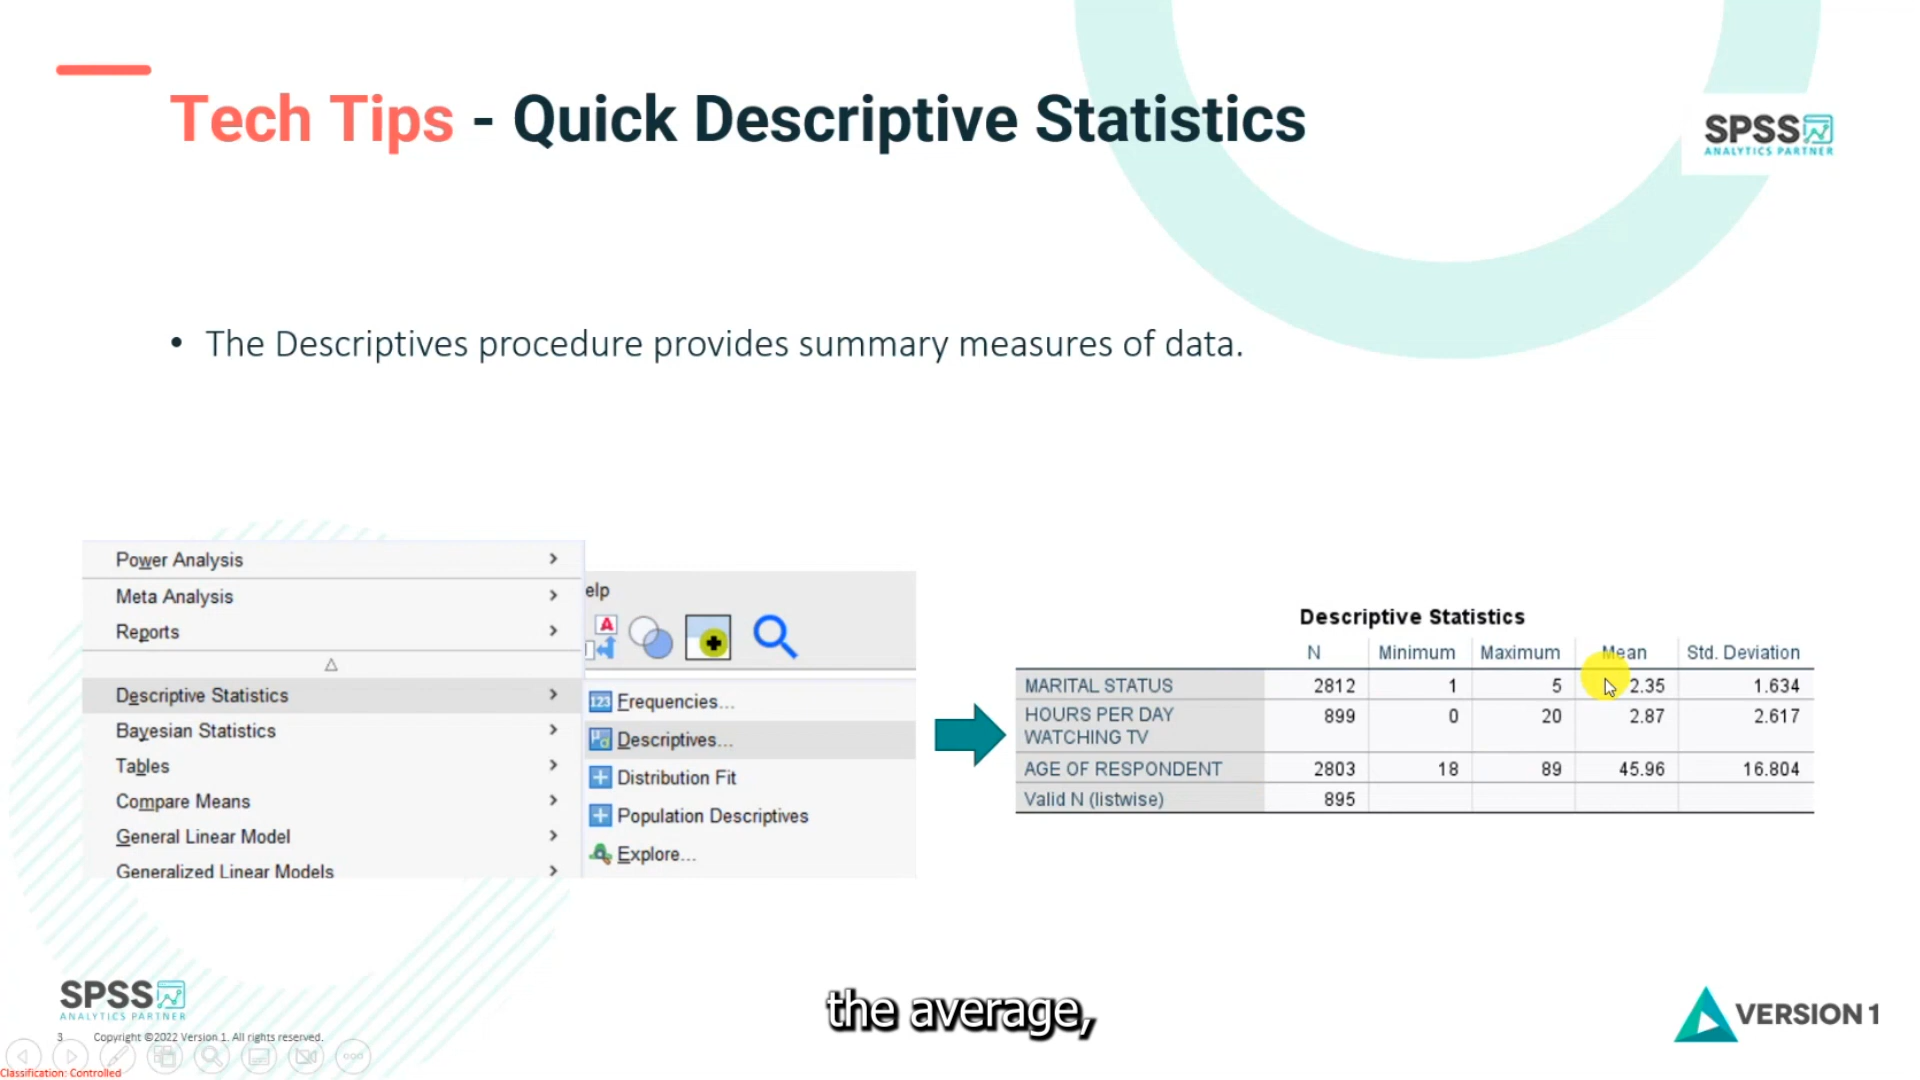 Tech Tips - Quick Descriptive Statistics
SPSS
ANALYTICS PARTNER
• The Descriptives procedure provides summary measures of data.
Power Analysis
Meta Analysis
Reports
Descriptive Statistics
Bayesian Statistics
Tables
Compare Means
General Linear Model
Generalized Linear Models
elp
A
123 Frequencies...
Descriptives...
Distribution Fit
Population Descriptives
Explore...
Descriptive Statistics
N Minimum Maximum Mean Std. Deviation
MARITAL STATUS 2812 1 5 2.35 1.634
HOURS PER DAY 899 0 20 2.87 2.617
WATCHING TV
AGE OF RESPONDENT 2803 18 89 45.96 16.804
Valid N (listwise) 895
SPSS
ANALYTICS PARTNER
the average,
VERSION 1
3 Copyright ©2022 Version 1. All rights reserved.
Classification: Controlled